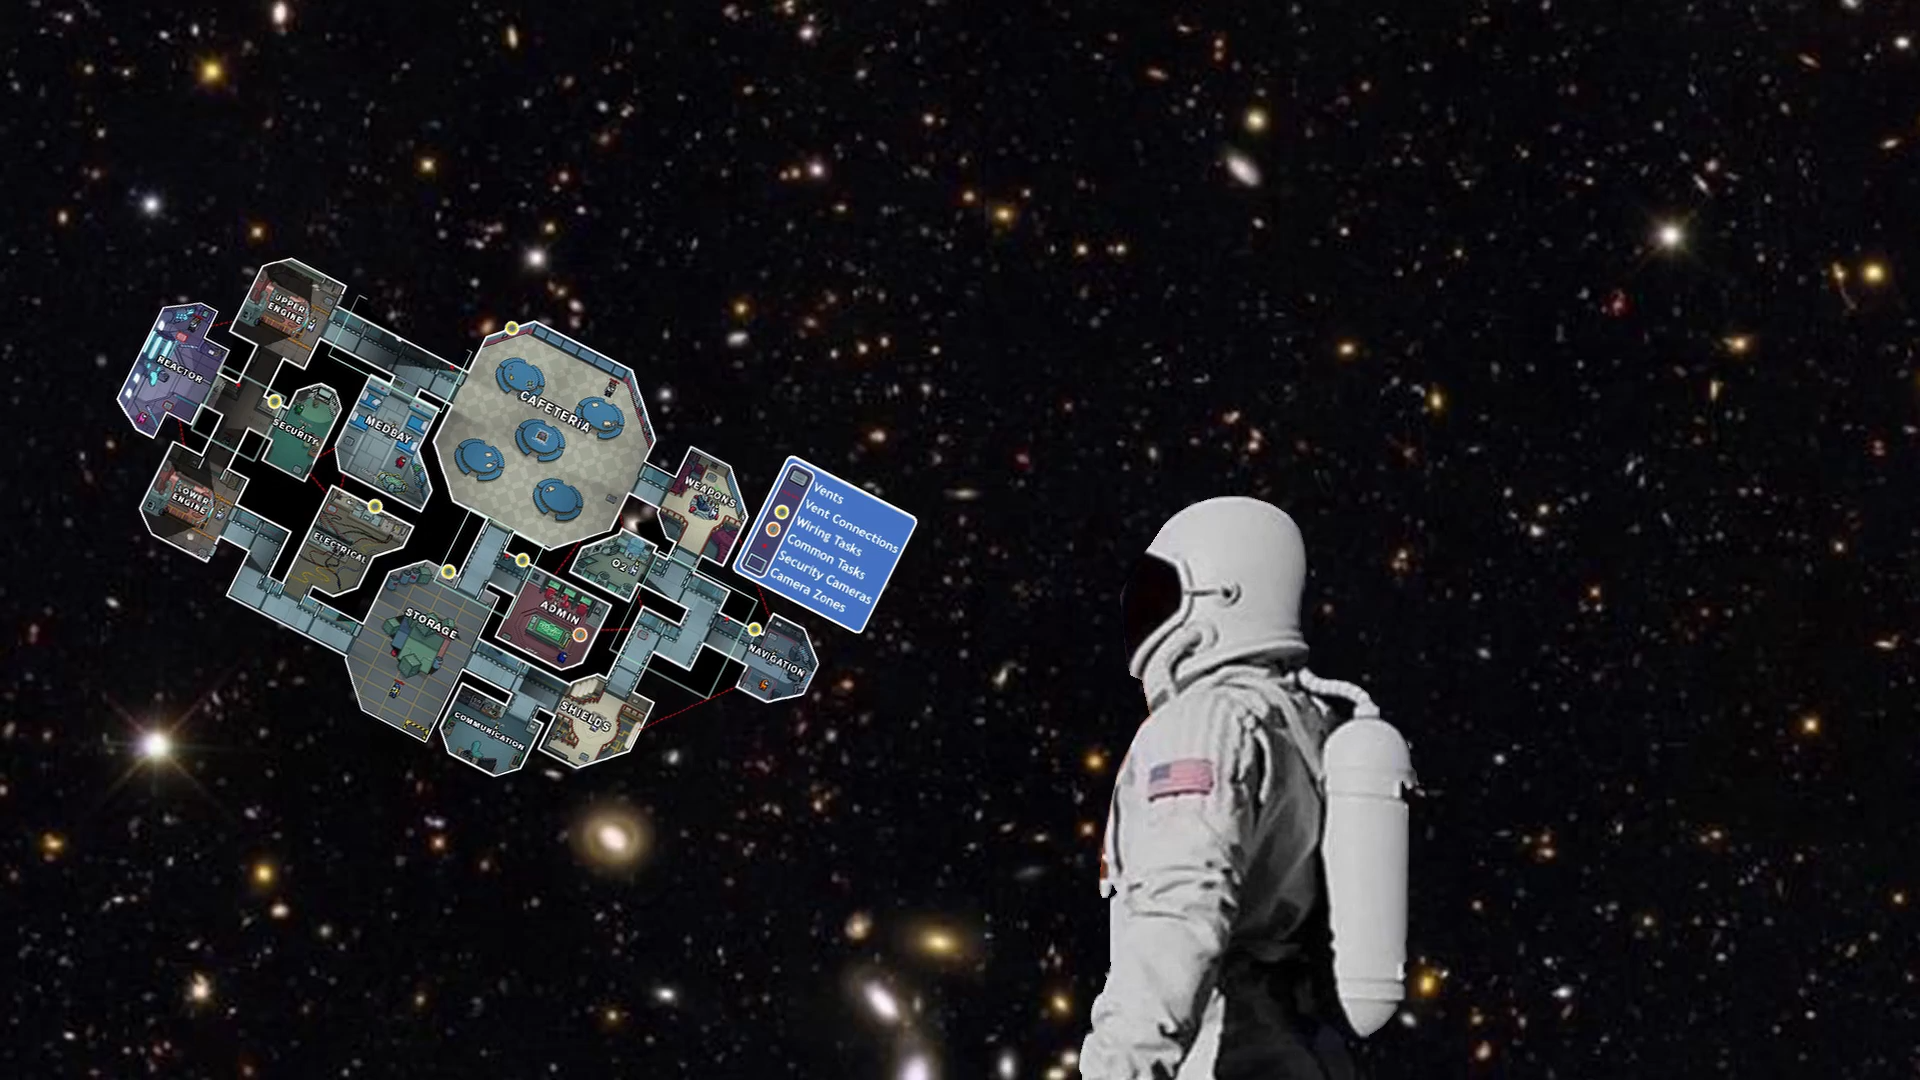 UPPER
ENGINE
REACTOR
CAFETERIA
SECURITY
MEDBAY
WEAPONS
LOWER
ENGINE
ELECTRICAL
O2
STORAGE
ADMIN
NAVIGATION
SHIELDS
COMMUNICATION
Vents
Vent Connections
Wiring Tasks
Common Tasks
Security Cameras
Camera Zones